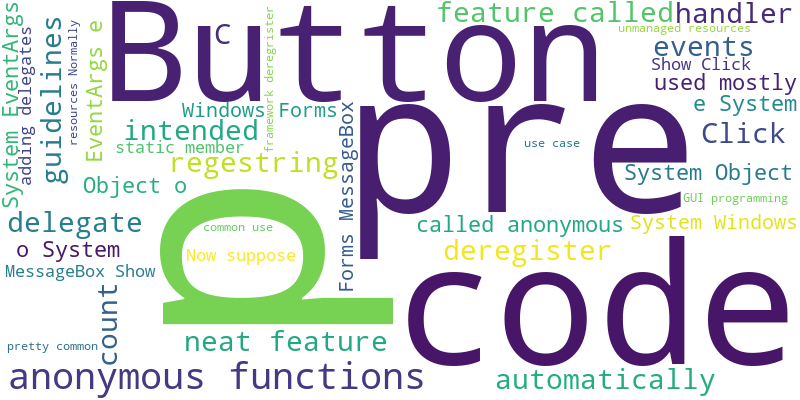 Button
pre
code
p
C
feature called
handler
unmanaged resources
events
Show Click
used mostly
e System
Click
use case
System Object
GUI programming
System Windows
called anonymous
deregister
automatically
neat feature
anonymous functions
pretty common
count
MessageBox Show
o System
delegate
Object o
common use
Now suppose
regestring
static member
intended
Windows Forms
Forms MessageBox
framework deregrister
EventArgs e
resources Normally
guidelines
adding delegates
System EventArgs